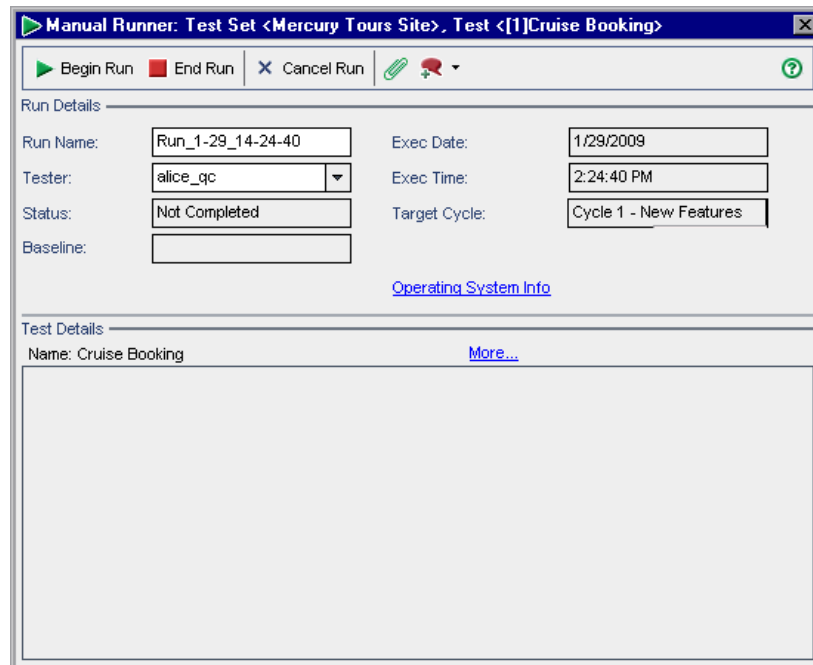 Manual Runner: Test Set <Mercury Tours Site>, Test <[1]Cruise Booking>
Begin Run End Run Cancel Run
Run Details
Run Name: Run_1-29_14-24-40 Exec Date: 1/29/2009
Tester: alice_qc Exec Time: 2:24:40 PM
Status: Not Completed Target Cycle: Cycle 1 - New Features
Baseline:
Operating System Info
Test Details
Name: Cruise Booking More...